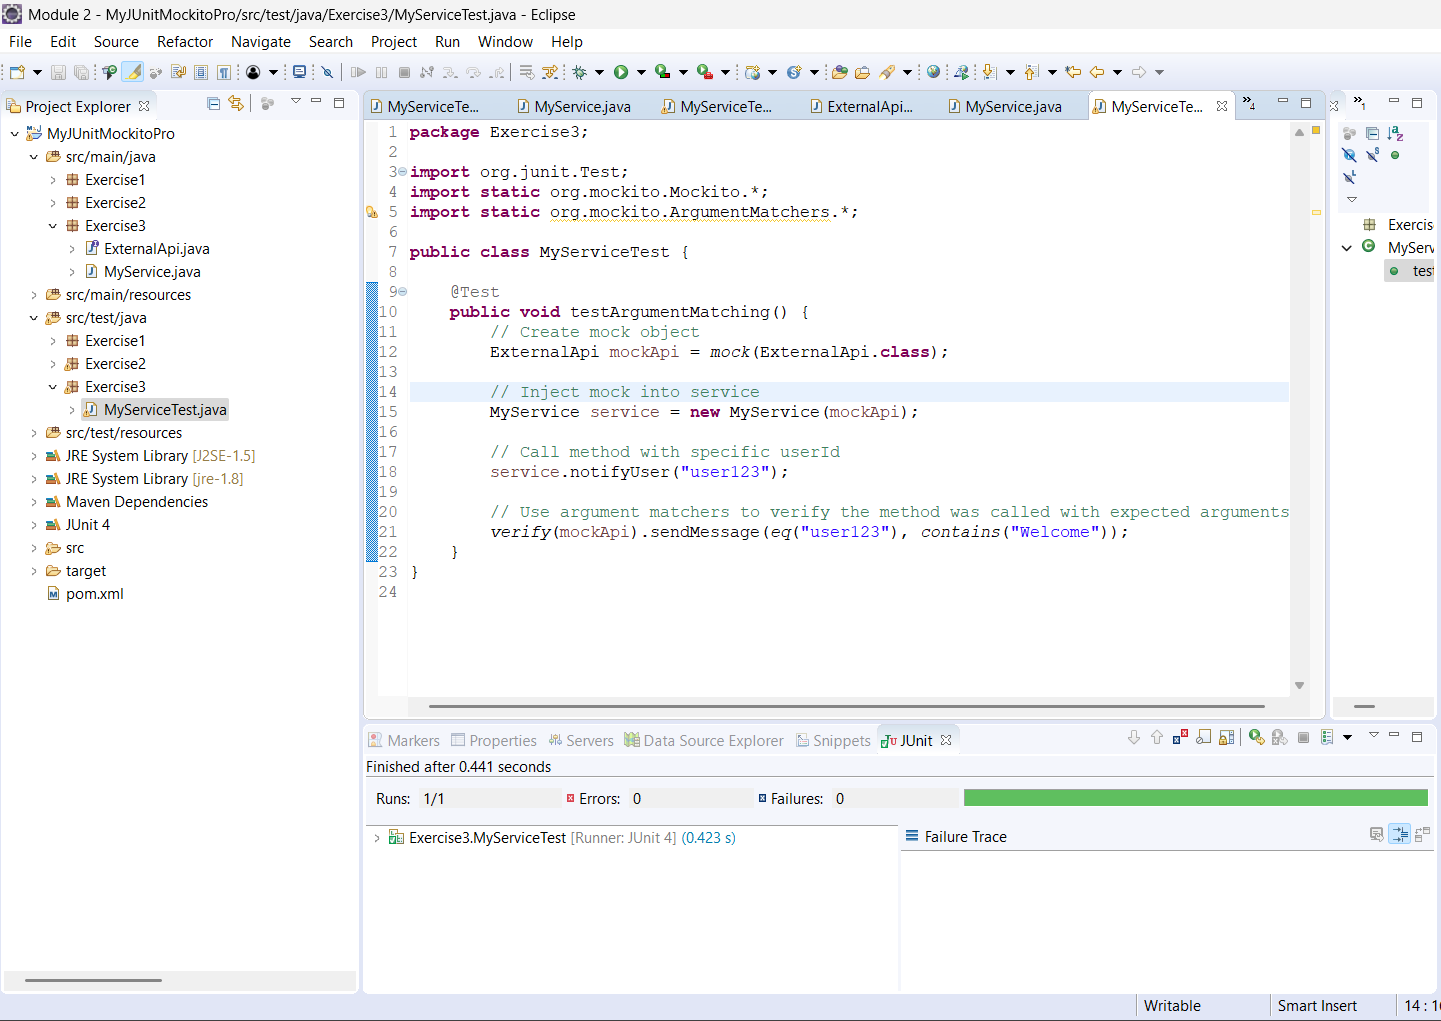 Module 2 - MyJUnitMockitoPro/src/test/java/Exercise3/MyServiceTest.java - Eclipse
File Edit Source Refactor Navigate Search Project Run Window Help
Project Explorer
MyJUnitMockitoPro
src/main/java
Exercise1
Exercise2
Exercise3
ExternalApi.java
MyService.java
src/main/resources
src/test/java
Exercise1
Exercise2
Exercise3
MyServiceTest.java
src/test/resources
JRE System Library [J2SE-1.5]
JRE System Library [jre-1.8]
Maven Dependencies
JUnit 4
src
target
pom.xml
MyServiceTe... MyService.java MyServiceTe... ExternalApi... MyService.java MyServiceTe... »4
1 package Exercise3;
2
3 import org.junit.Test;
4 import static org.mockito.Mockito.*;
5 import static org.mockito.ArgumentMatchers.*;
6
7 public class MyServiceTest {
8
9 @Test
10 public void testArgumentMatching() {
11 // Create mock object
12 ExternalApi mockApi = mock(ExternalApi.class);
13
14 // Inject mock into service
15 MyService service = new MyService(mockApi);
16
17 // Call method with specific userId
18 service.notifyUser("user123");
19
20 // Use argument matchers to verify the method was called with expected arguments
21 verify(mockApi).sendMessage(eq("user123"), contains("Welcome"));
22 }
23 }
24
»1
Exercis
MyServ
test
Markers Properties Servers Data Source Explorer Snippets JUnit
Finished after 0.441 seconds
Runs: 1/1 Errors: 0 Failures: 0
Exercise3.MyServiceTest [Runner: JUnit 4] (0.423 s)
Failure Trace
Writable Smart Insert 14 : 1